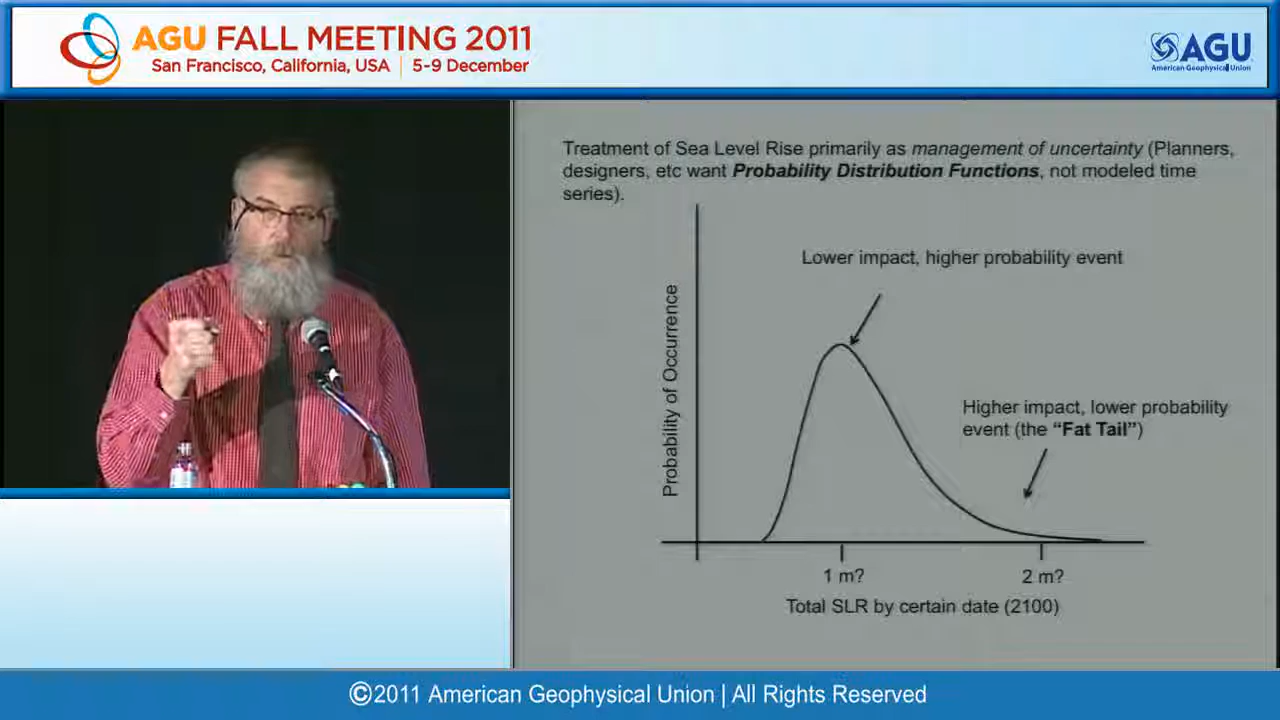 AGU FALL MEETING 2011
San Francisco, California, USA | 5-9 December
AGU
American Geophysical Union
Treatment of Sea Level Rise primarily as management of uncertainty (Planners,
designers, etc want Probability Distribution Functions, not modeled time
series).
Lower impact, higher probability event
Probability of Occurrence
Higher impact, lower probability
event (the “Fat Tail”)
1 m?
2 m?
Total SLR by certain date (2100)
©2011 American Geophysical Union | All Rights Reserved